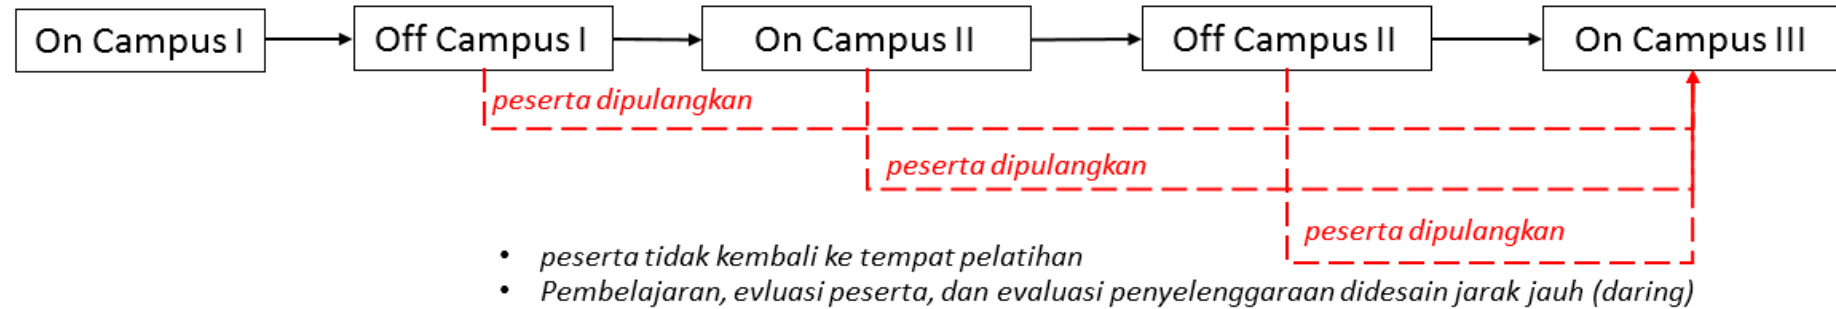 On Campus I
Off Campus I
On Campus II
Off Campus II
On Campus III
peserta dipulangkan
peserta dipulangkan
peserta dipulangkan
• peserta tidak kembali ke tempat pelatihan
• Pembelajaran, evluasi peserta, dan evaluasi penyelenggaraan didesain jarak jauh (daring)